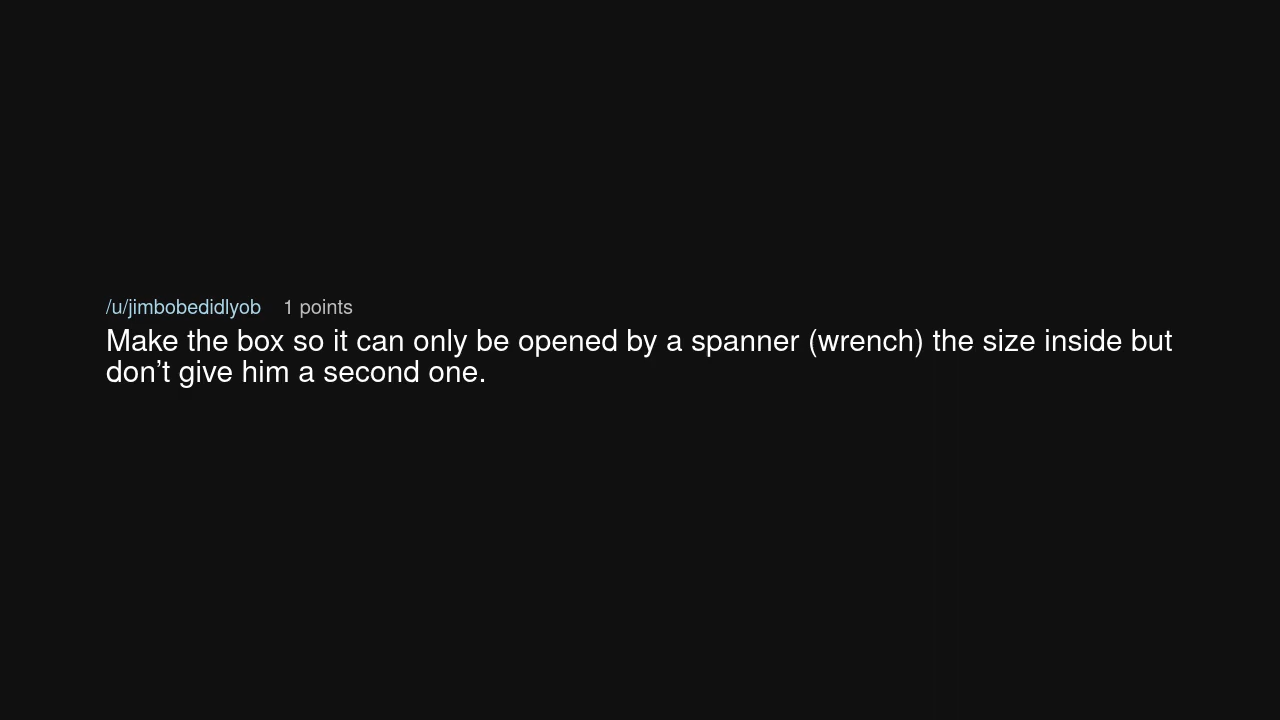 /u/jimbobedidlyob 1 points
Make the box so it can only be opened by a spanner (wrench) the size inside but
don’t give him a second one.